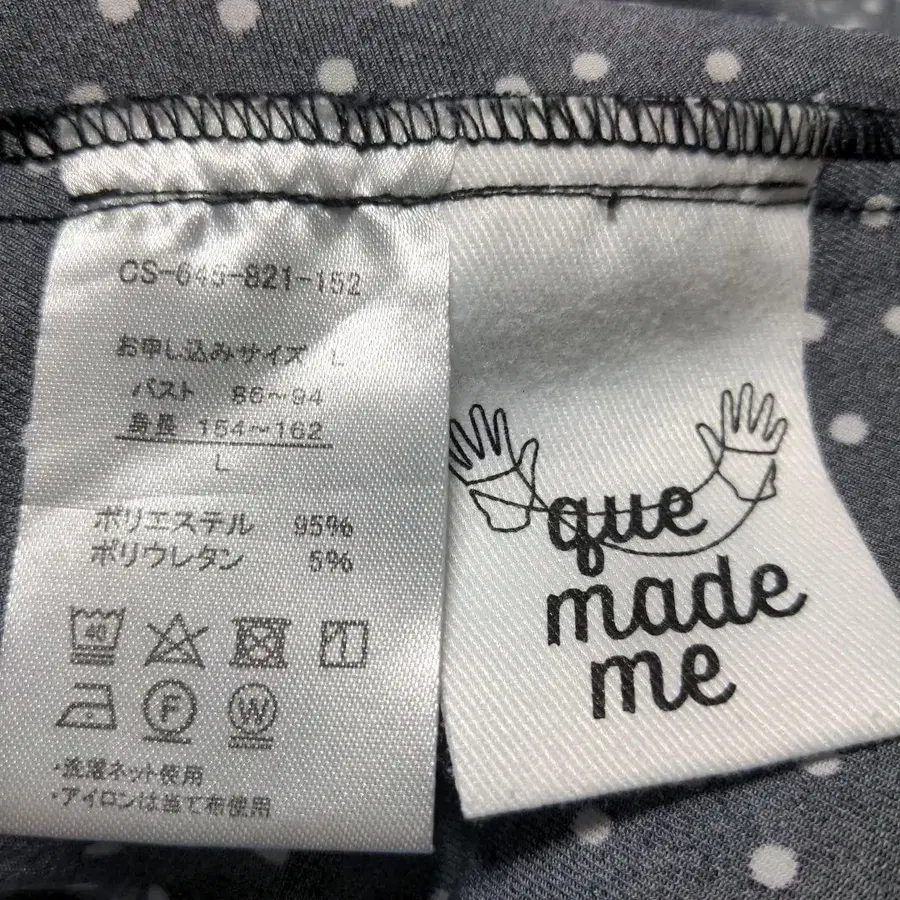 CS-645-821-152
お申し込みサイズ L
バスト 86～94
身長 154～162
L
ポリエステル 95%
ポリウレタン 5%
40
F
W
・洗濯ネット使用
・アイロンは当て布使用
que
made
me